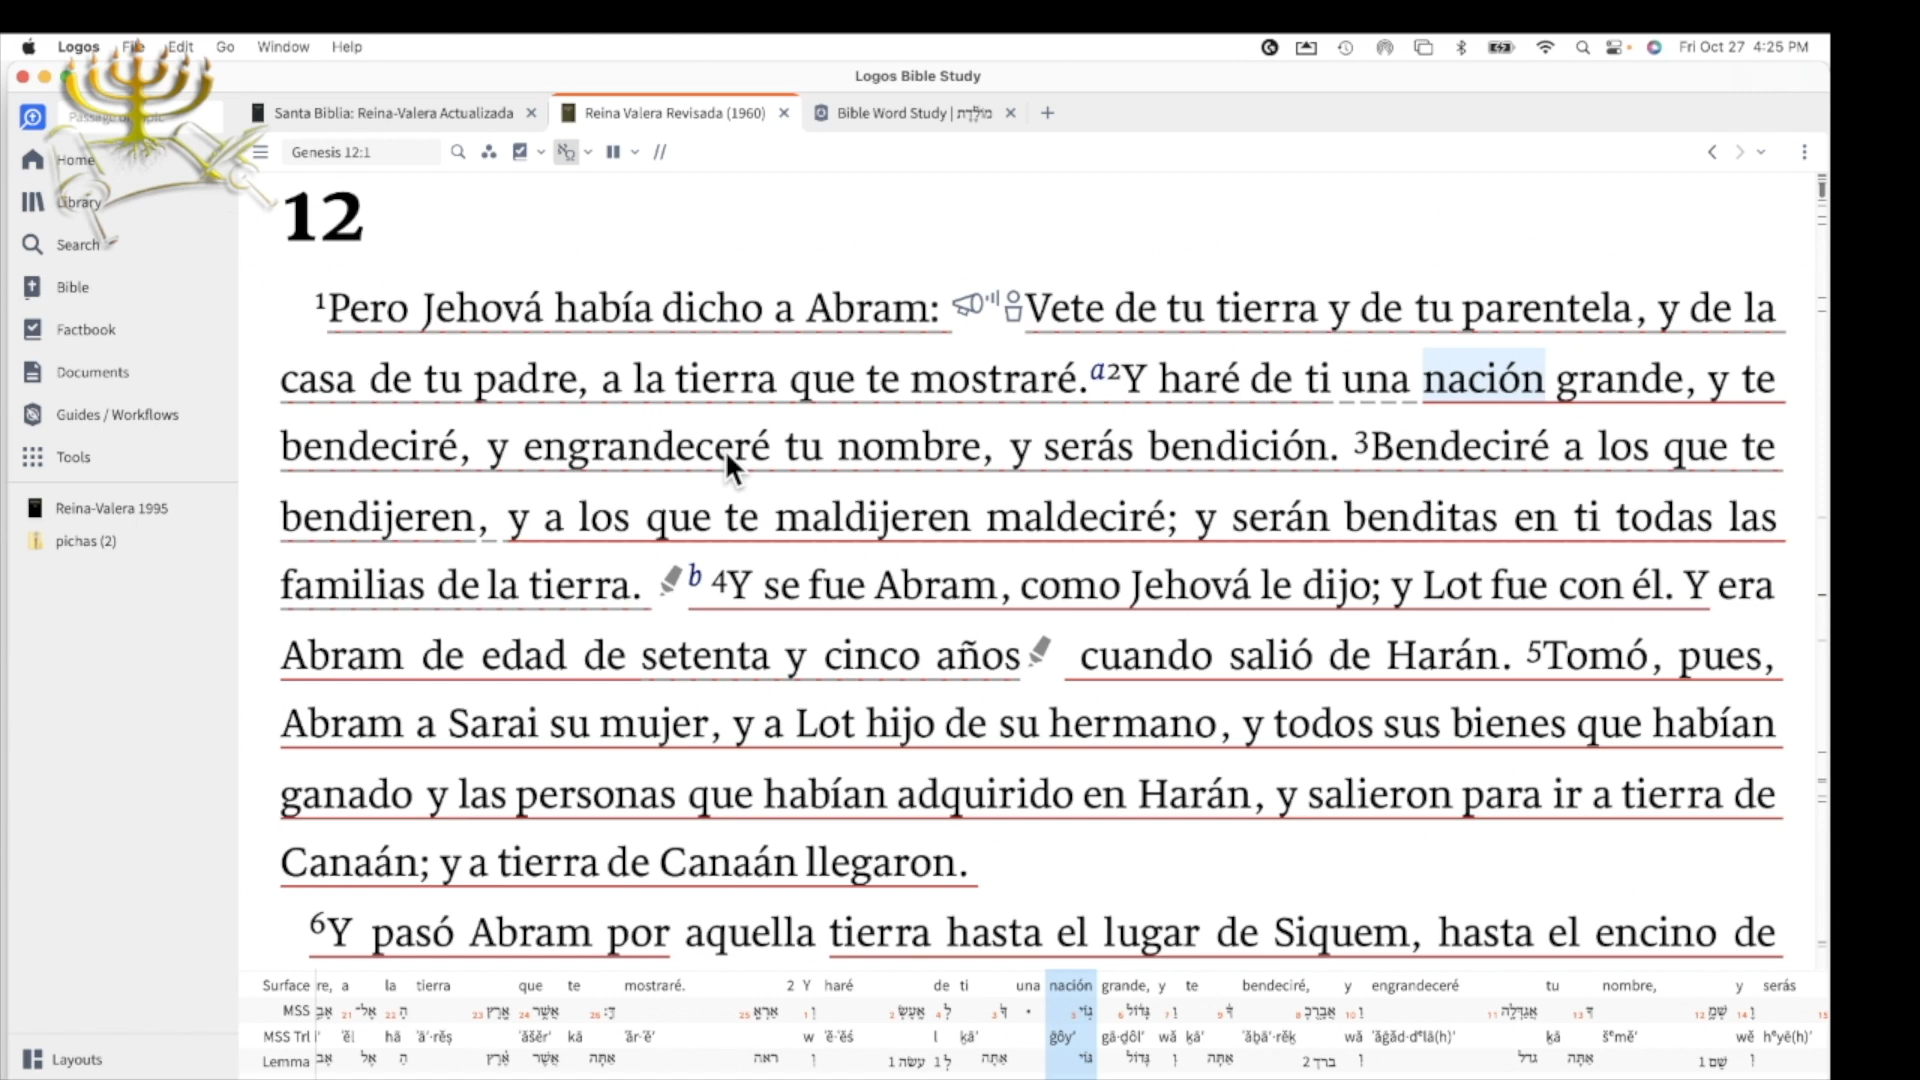 Logos File Edit Go Window Help Fri Oct 27 4:25 PM
Logos Bible Study
Santa Biblia: Reina-Valera Actualizada Reina Valera Revisada (1960) Bible Word Study | מוֹלֶדֶת
Genesis 12:1
Home
Library
Search
Bible
Factbook
Documents
Guides / Workflows
Tools
Reina-Valera 1995
pichas (2)
Layouts
12
1Pero Jehová había dicho a Abram: Vete de tu tierra y de tu parentela, y de la
casa de tu padre, a la tierra que te mostraré.a2Y haré de ti una nación grande, y te
bendeciré, y engrandeceré tu nombre, y serás bendición. 3Bendeciré a los que te
bendijeren, y a los que te maldijeren maldeciré; y serán benditas en ti todas las
familias de la tierra. b 4Y se fue Abram, como Jehová le dijo; y Lot fue con él. Y era
Abram de edad de setenta y cinco años cuando salió de Harán. 5Tomó, pues,
Abram a Sarai su mujer, y a Lot hijo de su hermano, y todos sus bienes que habían
ganado y las personas que habían adquirido en Harán, y salieron para ir a tierra de
Canaán; y a tierra de Canaán llegaron.
6Y pasó Abram por aquella tierra hasta el lugar de Siquem, hasta el encino de
Surface re, a la tierra que te mostraré. 2 Y haré de ti una nación grande, y te bendeciré, y engrandeceré tu nombre, y serás
MSS
MSS Trl
Lemma